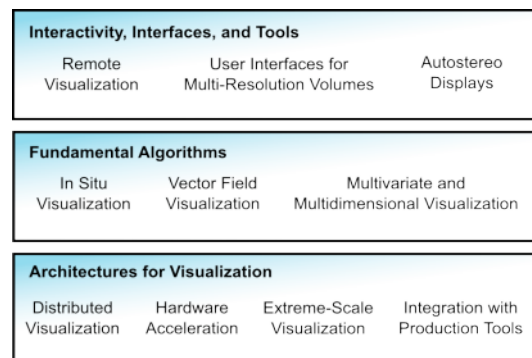 Interactivity, Interfaces, and Tools
Remote Visualization
User Interfaces for Multi-Resolution Volumes
Autostereo Displays
Fundamental Algorithms
In Situ Visualization
Vector Field Visualization
Multivariate and Multidimensional Visualization
Architectures for Visualization
Distributed Visualization
Hardware Acceleration
Extreme-Scale Visualization
Integration with Production Tools